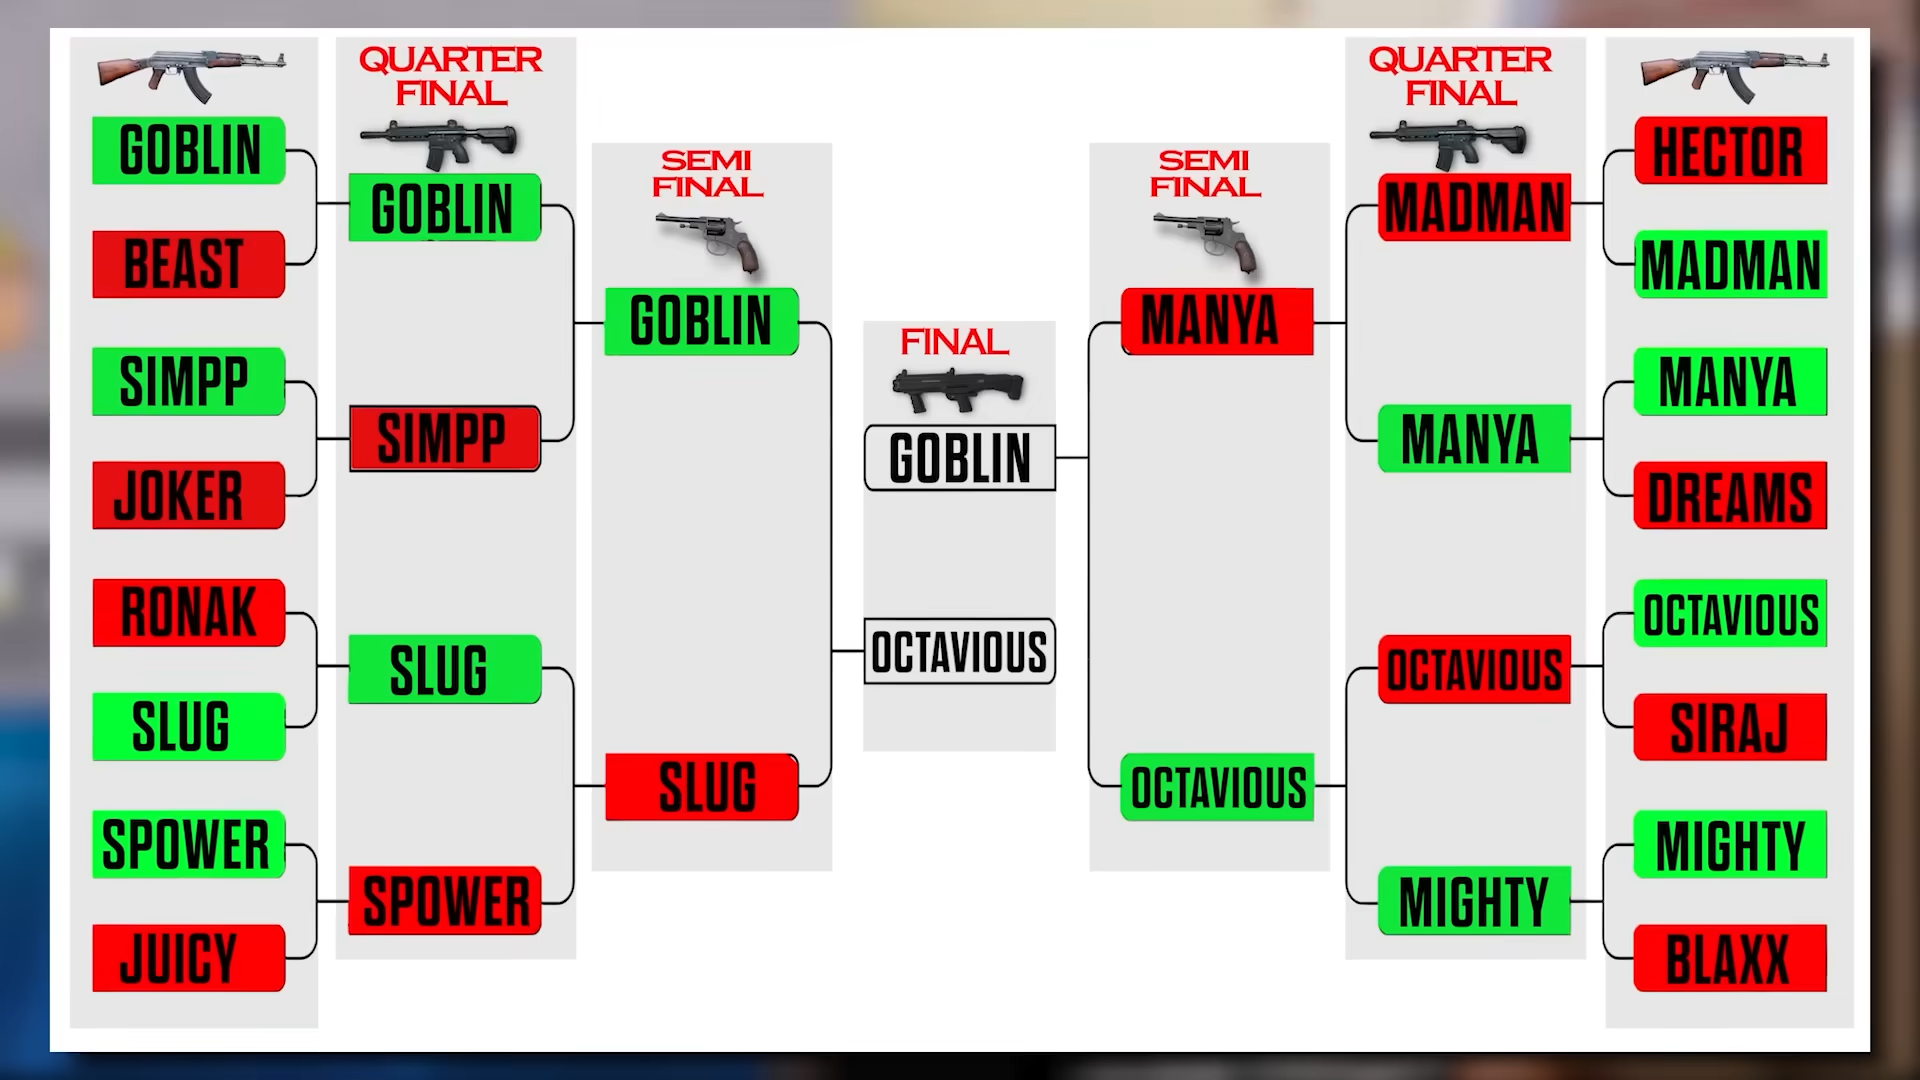 GOBLIN
BEAST
SIMPP
JOKER
RONAK
SLUG
SPOWER
JUICY
QUARTER
FINAL
GOBLIN
SIMPP
SLUG
SPOWER
SEMI
FINAL
GOBLIN
SLUG
FINAL
GOBLIN
OCTAVIOUS
SEMI
FINAL
MANYA
OCTAVIOUS
QUARTER
FINAL
MADMAN
MANYA
OCTAVIOUS
MIGHTY
HECTOR
MADMAN
MANYA
DREAMS
OCTAVIOUS
SIRAJ
MIGHTY
BLAXX